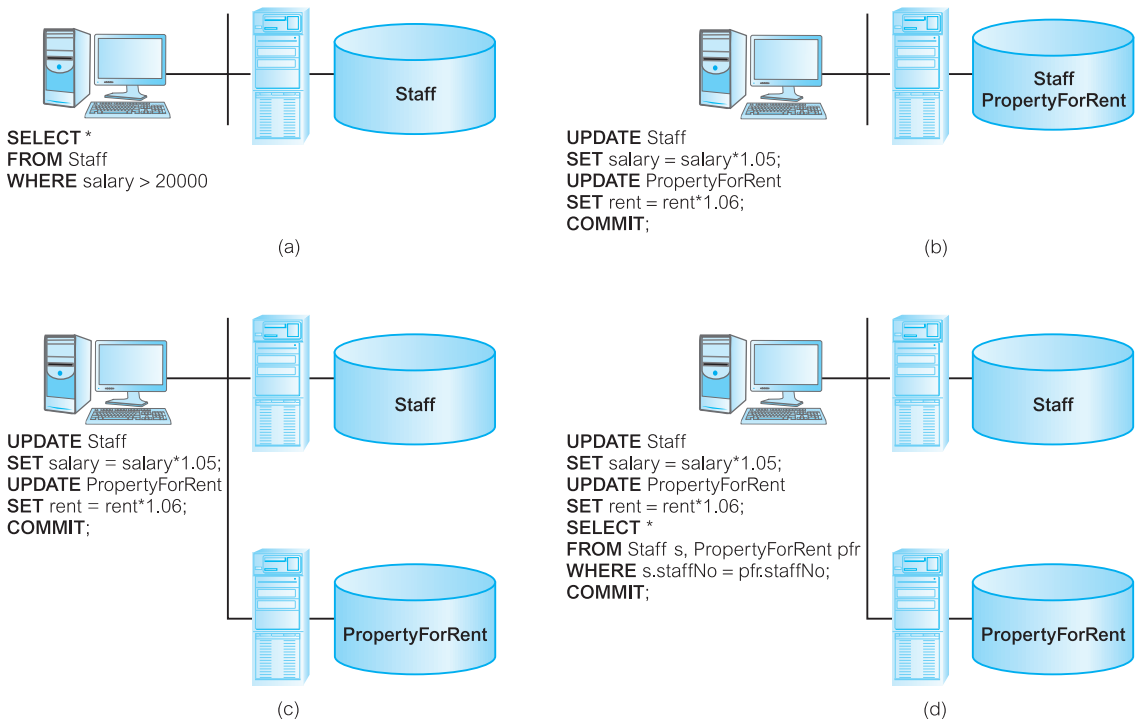 Staff
SELECT *
FROM Staff
WHERE salary > 20000
(a)
Staff
PropertyForRent
UPDATE Staff
SET salary = salary*1.05;
UPDATE PropertyForRent
SET rent = rent*1.06;
COMMIT;
(b)
Staff
UPDATE Staff
SET salary = salary*1.05;
UPDATE PropertyForRent
SET rent = rent*1.06;
COMMIT;
PropertyForRent
(c)
Staff
UPDATE Staff
SET salary = salary*1.05;
UPDATE PropertyForRent
SET rent = rent*1.06;
SELECT *
FROM Staff s, PropertyForRent pfr
WHERE s.staffNo = pfr.staffNo;
COMMIT;
PropertyForRent
(d)